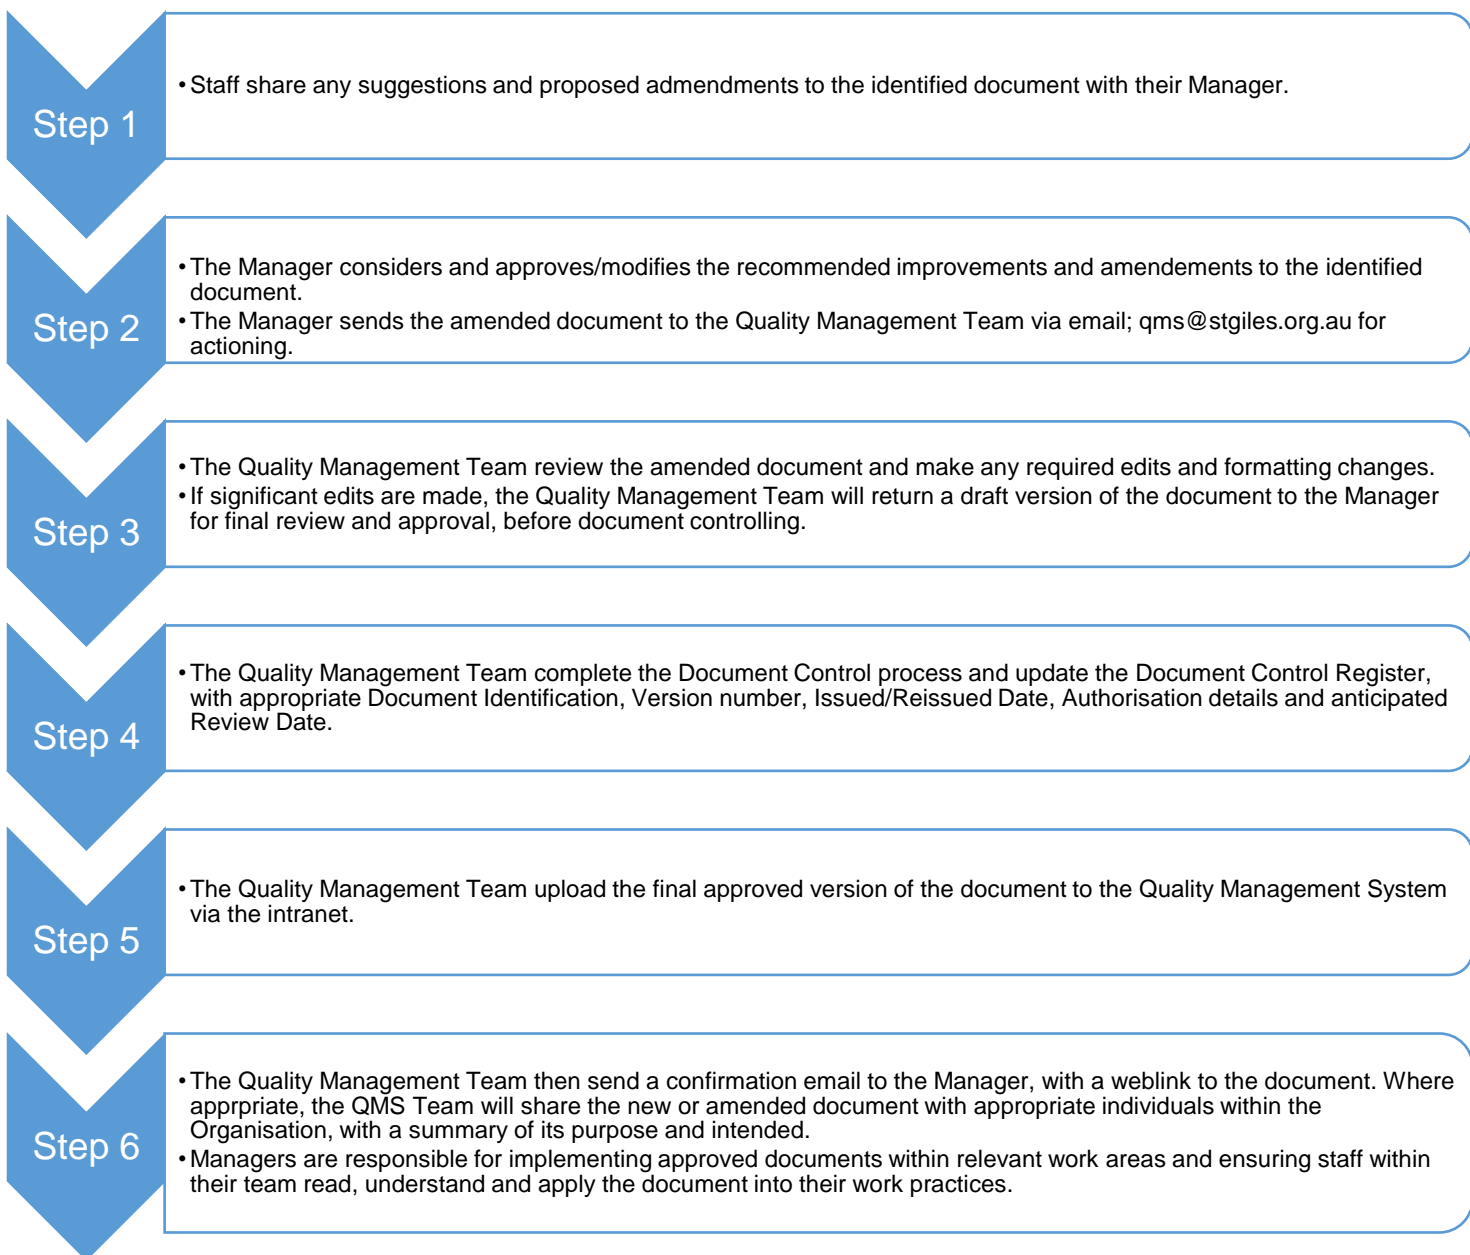 Step 1
•Staff share any suggestions and proposed admendments to the identified document with their Manager.
Step 2
•The Manager considers and approves/modifies the recommended improvements and amendements to the identified
document.
•The Manager sends the amended document to the Quality Management Team via email; qms@stgiles.org.au for
actioning.
Step 3
•The Quality Management Team review the amended document and make any required edits and formatting changes.
•If significant edits are made, the Quality Management Team will return a draft version of the document to the Manager
for final review and approval, before document controlling.
Step 4
•The Quality Management Team complete the Document Control process and update the Document Control Register,
with appropriate Document Identification, Version number, Issued/Reissued Date, Authorisation details and anticipated
Review Date.
Step 5
•The Quality Management Team upload the final approved version of the document to the Quality Management System
via the intranet.
Step 6
•The Quality Management Team then send a confirmation email to the Manager, with a weblink to the document. Where
apprpriate, the QMS Team will share the new or amended document with appropriate individuals within the
Organisation, with a summary of its purpose and intended.
•Managers are responsible for implementing approved documents within relevant work areas and ensuring staff within
their team read, understand and apply the document into their work practices.